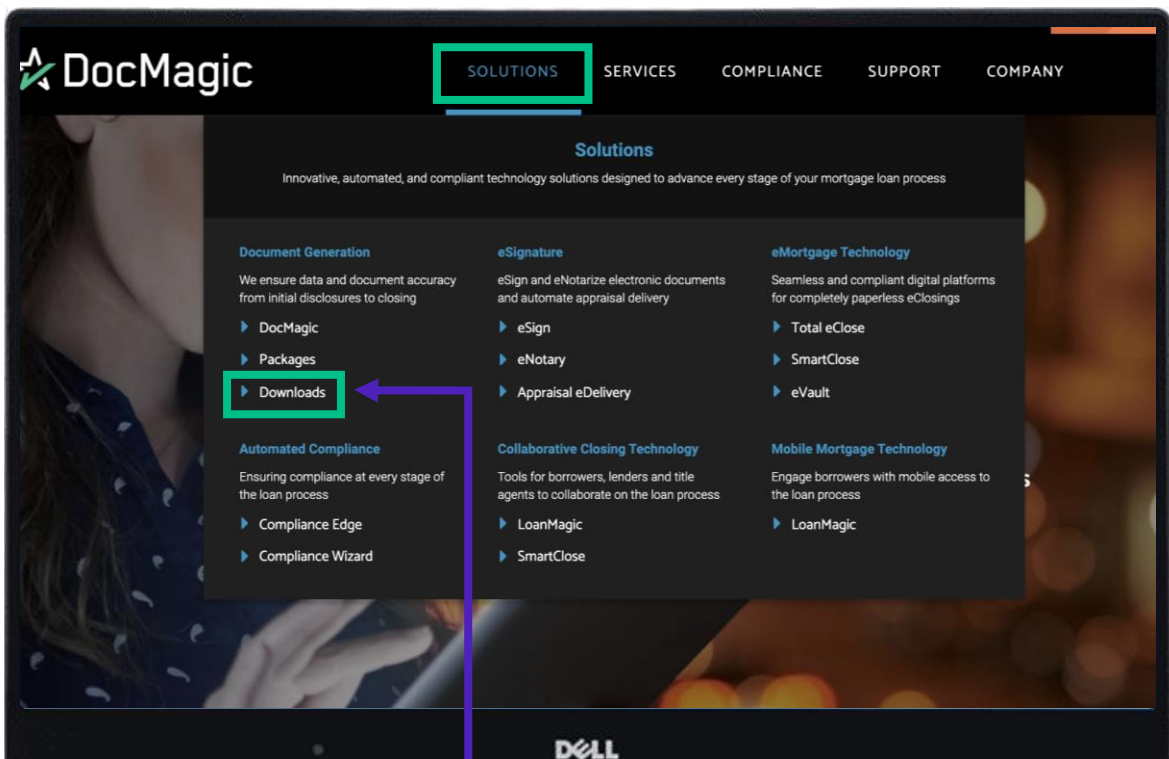 DocMagic
SOLUTIONS
SERVICES
COMPLIANCE
SUPPORT
COMPANY
Solutions
Innovative, automated, and compliant technology solutions designed to advance every stage of your mortgage loan process
Document Generation
We ensure data and document accuracy
from initial disclosures to closing
DocMagic
Packages
Downloads
eSignature
eSign and eNotarize electronic documents
and automate appraisal delivery
eSign
eNotary
Appraisal eDelivery
eMortgage Technology
Seamless and compliant digital platforms
for completely paperless eClosings
Total eClose
SmartClose
eVault
Automated Compliance
Ensuring compliance at every stage of
the loan process
Compliance Edge
Compliance Wizard
Collaborative Closing Technology
Tools for borrowers, lenders and title
agents to collaborate on the loan process
LoanMagic
SmartClose
Mobile Mortgage Technology
Engage borrowers with mobile access to
the loan process
LoanMagic
DELL